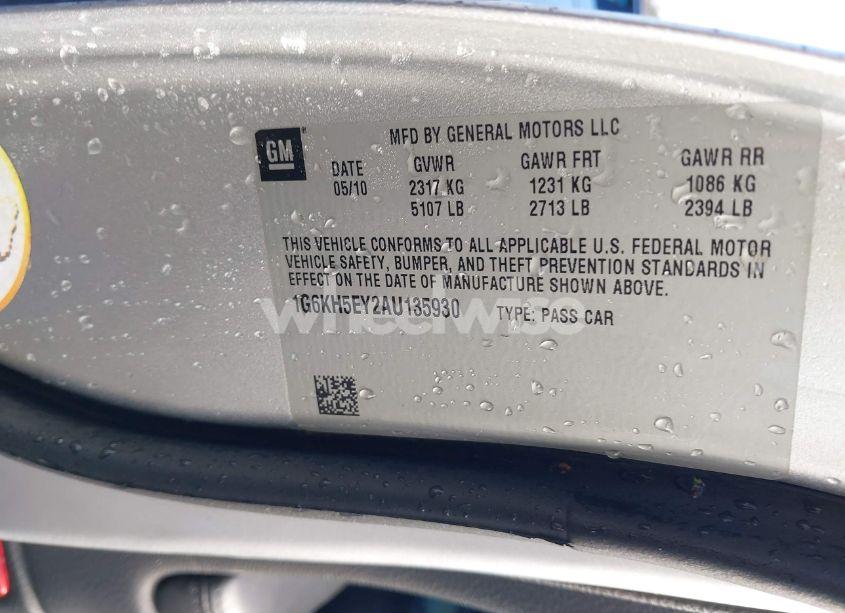 MFD BY GENERAL MOTORS LLC
GM
DATE GVWR GAWR FRT GAWR RR
05/10 2317 KG 1231 KG 1086 KG
5107 LB 2713 LB 2394 LB
THIS VEHICLE CONFORMS TO ALL APPLICABLE U.S. FEDERAL MOTOR
VEHICLE SAFETY, BUMPER, AND THEFT PREVENTION STANDARDS IN
EFFECT ON THE DATE OF MANUFACTURE SHOWN ABOVE.
1G6KH5EY2AU135930 TYPE: PASS CAR
wheelwise